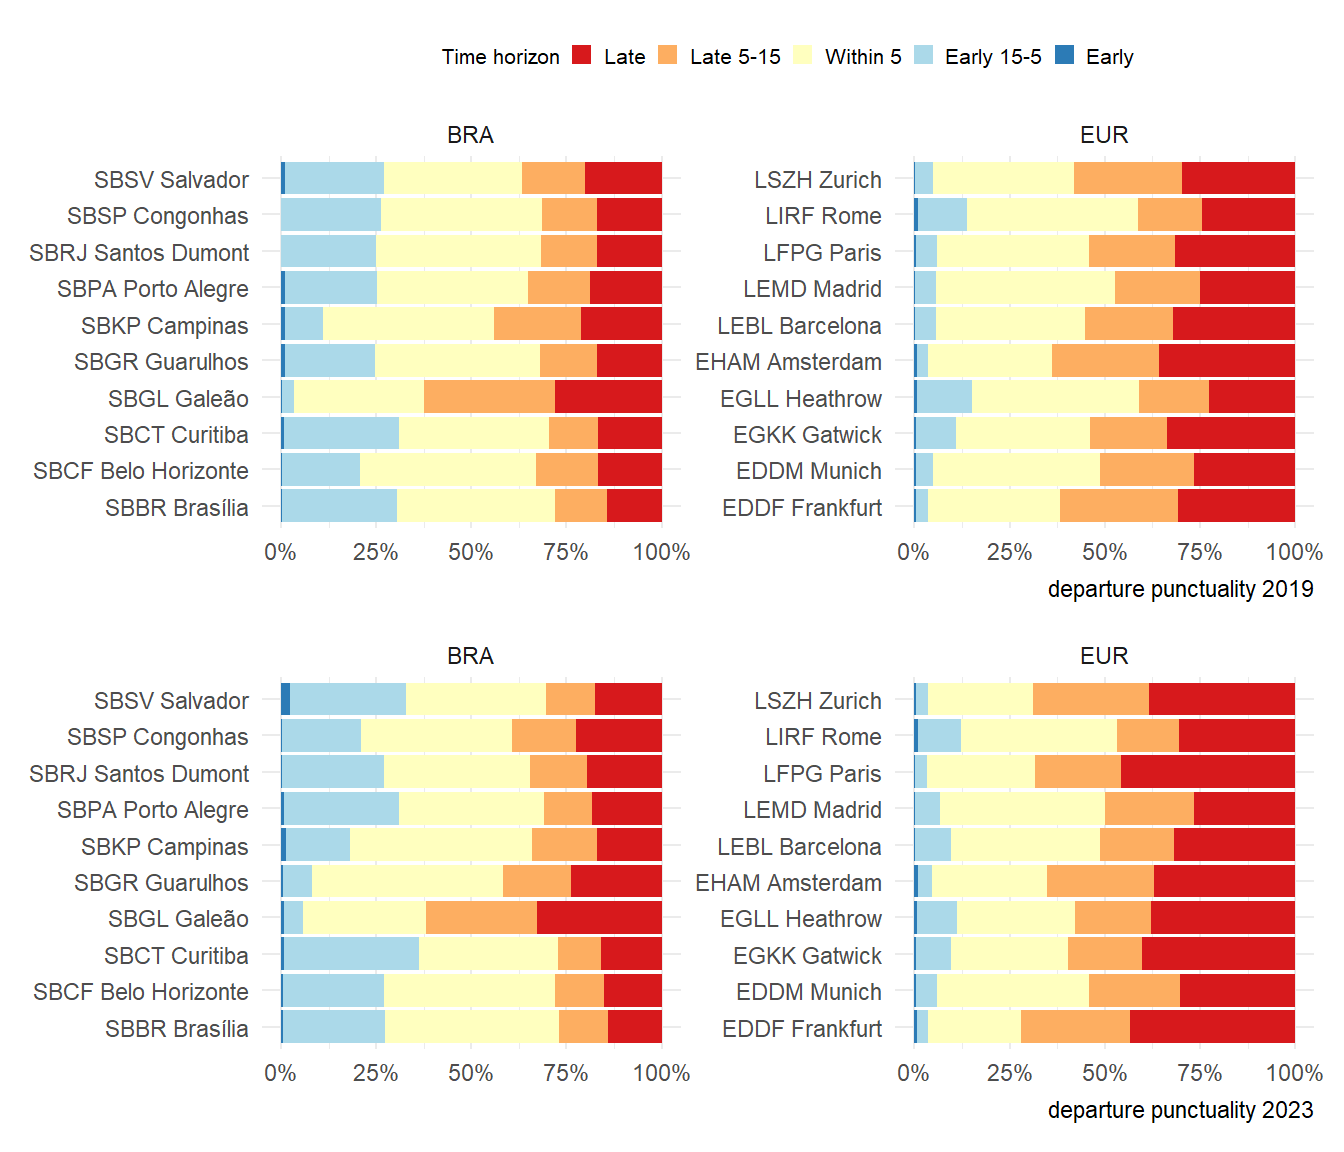 Time horizon Late Late 5-15 Within 5 Early 15-5 Early
BRA
SBSV Salvador
SBSP Congonhas
SBRJ Santos Dumont
SBPA Porto Alegre
SBKP Campinas
SBGR Guarulhos
SBGL Galeão
SBCT Curitiba
SBCF Belo Horizonte
SBBR Brasília
0% 25% 50% 75% 100%
EUR
LSZH Zurich
LIRF Rome
LFPG Paris
LEMD Madrid
LEBL Barcelona
EHAM Amsterdam
EGLL Heathrow
EGKK Gatwick
EDDM Munich
EDDF Frankfurt
0% 25% 50% 75% 100%
departure punctuality 2019
BRA
SBSV Salvador
SBSP Congonhas
SBRJ Santos Dumont
SBPA Porto Alegre
SBKP Campinas
SBGR Guarulhos
SBGL Galeão
SBCT Curitiba
SBCF Belo Horizonte
SBBR Brasília
0% 25% 50% 75% 100%
EUR
LSZH Zurich
LIRF Rome
LFPG Paris
LEMD Madrid
LEBL Barcelona
EHAM Amsterdam
EGLL Heathrow
EGKK Gatwick
EDDM Munich
EDDF Frankfurt
0% 25% 50% 75% 100%
departure punctuality 2023